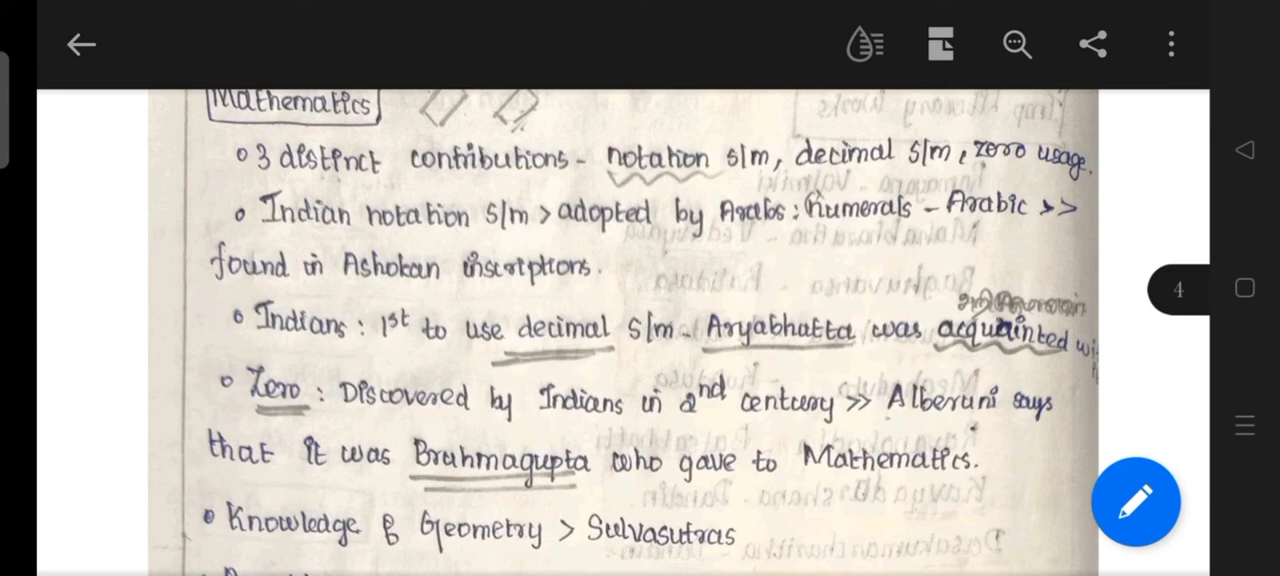 Mathematics
3 distinct contributions - notation s/m, decimal s/m, zero usage.
Indian notation s/m > adopted by Arabs : Numerals - Arabic >>
found in Ashokan inscriptions.
Indians : 1st to use decimal s/m - Aryabhatta was acquainted wi
Zero : Discovered by Indians in 2nd century >> Alberuni says
that it was Brahmagupta who gave to Mathematics.
Knowledge of Geometry > Sulvasutras
4